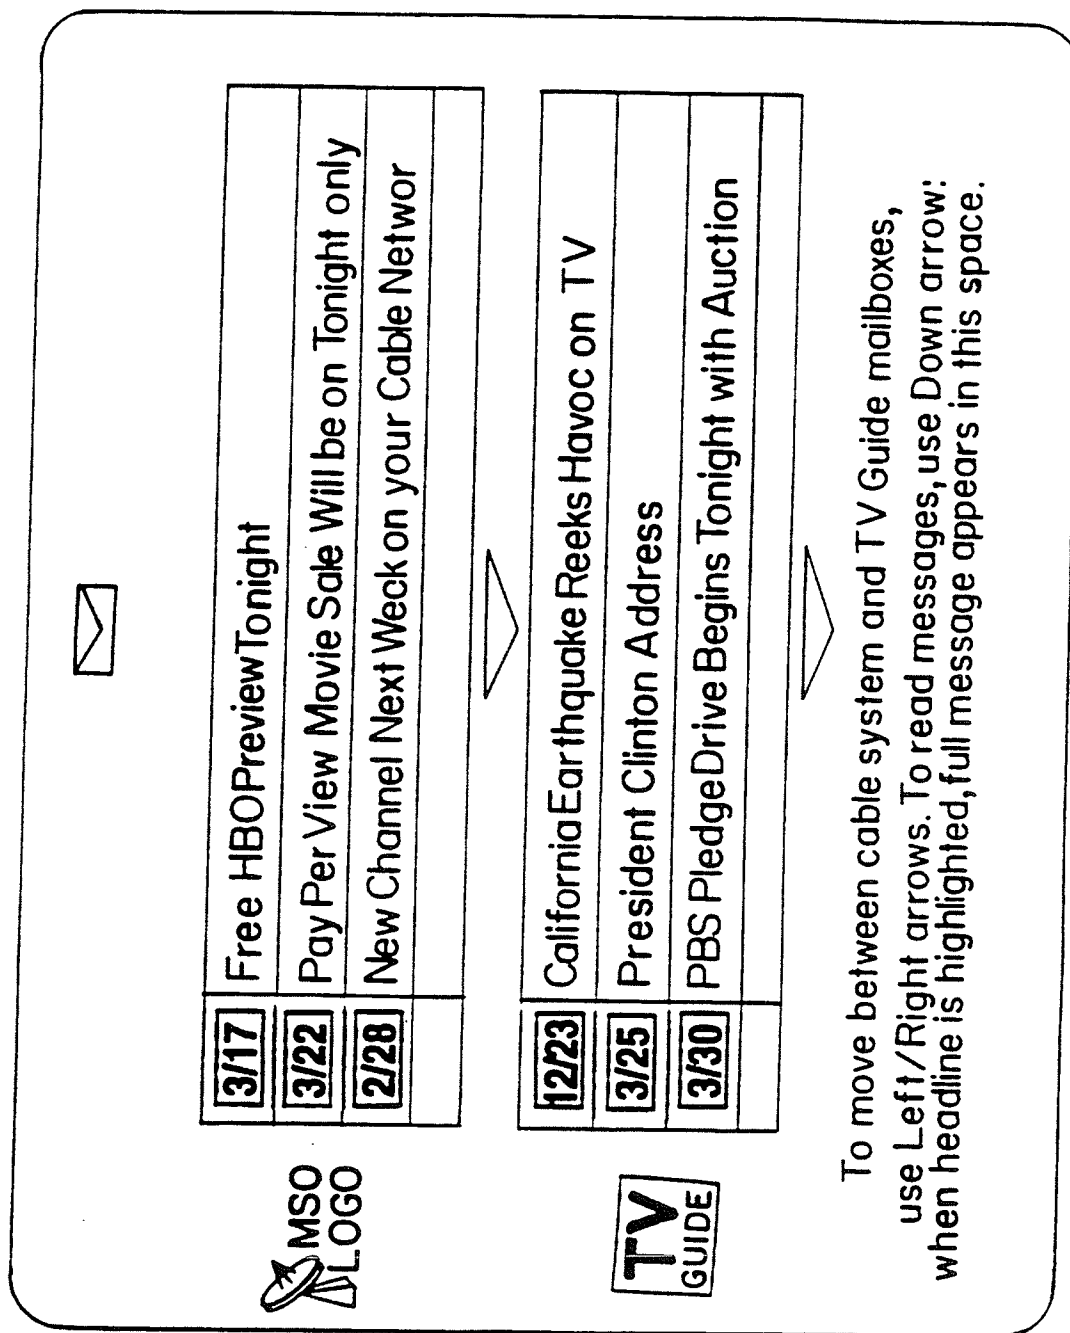 MSO
LOGO
3/17 Free HBOPreviewTonight
3/22 Pay Per View Movie Sale Will be on Tonight only
2/28 New Channel Next Weck on your Cable Networ
TV
GUIDE
12/23 California Earthquake Reeks Havoc on TV
3/25 President Clinton Address
3/30 PBS PledgeDrive Begins Tonight with Auction
To move between cable system and TV Guide mailboxes,
use Left/Right arrows. To read messages, use Down arrow:
when headline is highlighted, full message appears in this space.